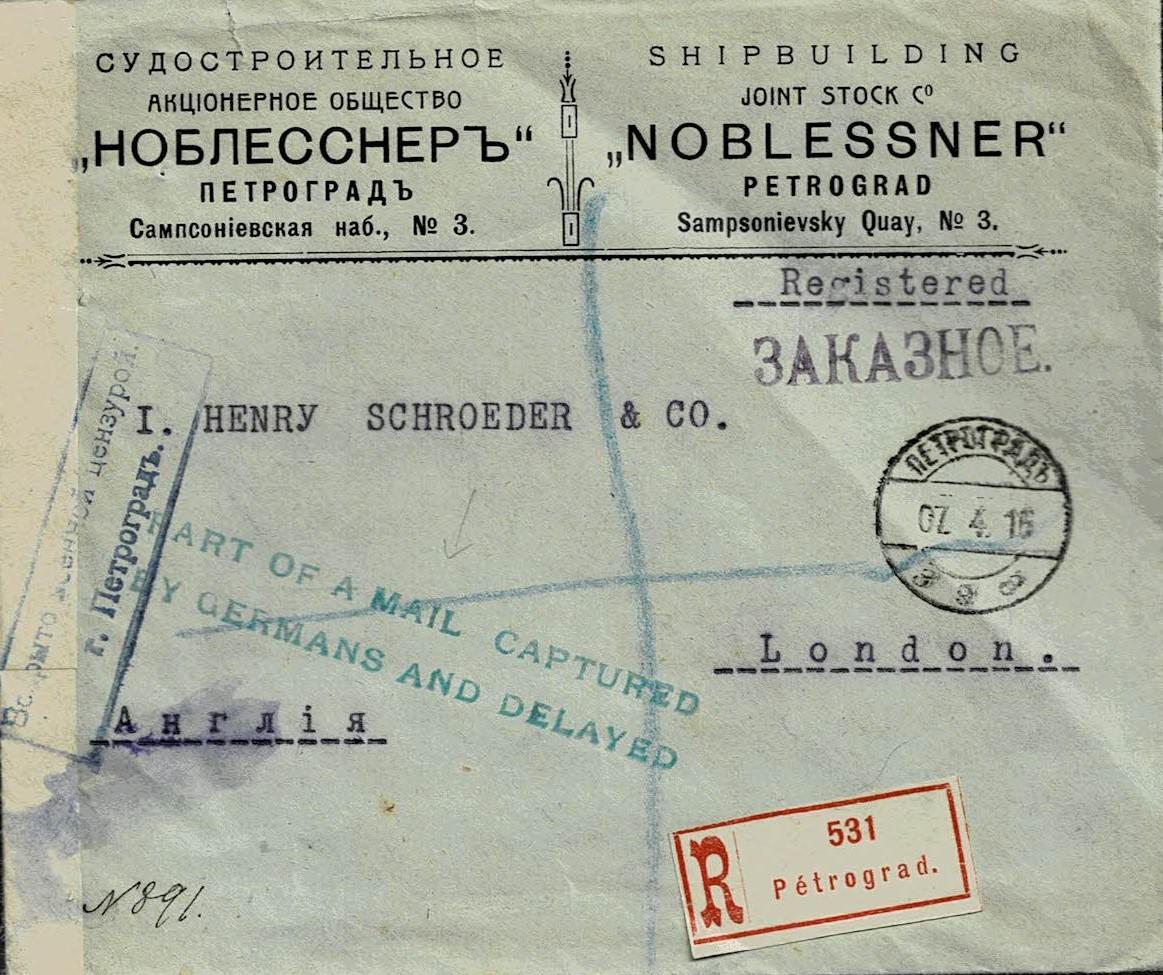 СУДОСТРОИТЕЛЬНОЕ
АКЦІОНЕРНОЕ ОБЩЕСТВО
„НОБЛЕССНЕРЪ“
ПЕТРОГРАДЪ
Сампсоніевская наб., № 3.
SHIPBUILDING
JOINT STOCK Cº
„NOBLESSNER“
PETROGRAD
Sampsonievsky Quay, № 3.
Registered
ЗАКАЗНОЕ.
I. HENRY SCHROEDER & CO.
военной цензурой.
г. Петроградъ.
ПЕТРОГРАДЪ
07 4 16
PART OF A MAIL CAPTURED
BY GERMANS AND DELAYED
London.
Англія
R
531
Pétrograd.
N 891.